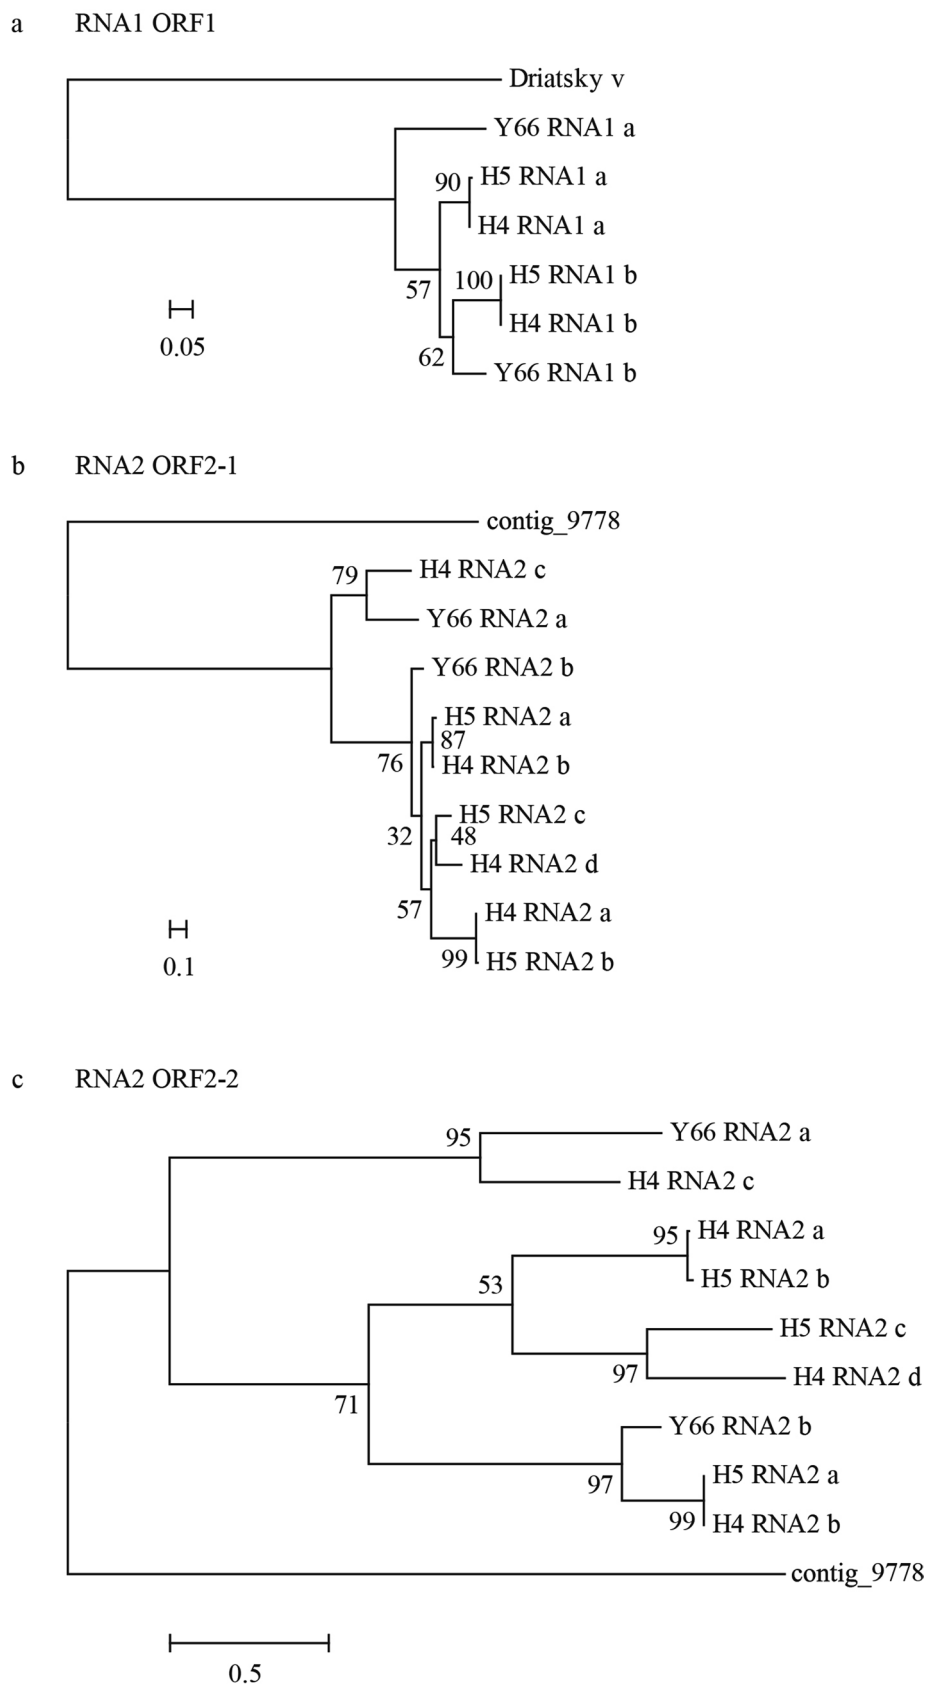 a RNA1 ORF1
Driatsky v
Y66 RNA1 a
90 H5 RNA1 a
H4 RNA1 a
100 H5 RNA1 b
57
H4 RNA1 b
0.05
62
Y66 RNA1 b
b RNA2 ORF2-1
contig_9778
79 H4 RNA2 c
Y66 RNA2 a
Y66 RNA2 b
H5 RNA2 a
87
76 H4 RNA2 b
H5 RNA2 c
32 48
H4 RNA2 d
57 H4 RNA2 a
99 H5 RNA2 b
0.1
c RNA2 ORF2-2
95 Y66 RNA2 a
H4 RNA2 c
95 H4 RNA2 a
53 H5 RNA2 b
H5 RNA2 c
97 H4 RNA2 d
71
Y66 RNA2 b
97 H5 RNA2 a
99 H4 RNA2 b
contig_9778
0.5